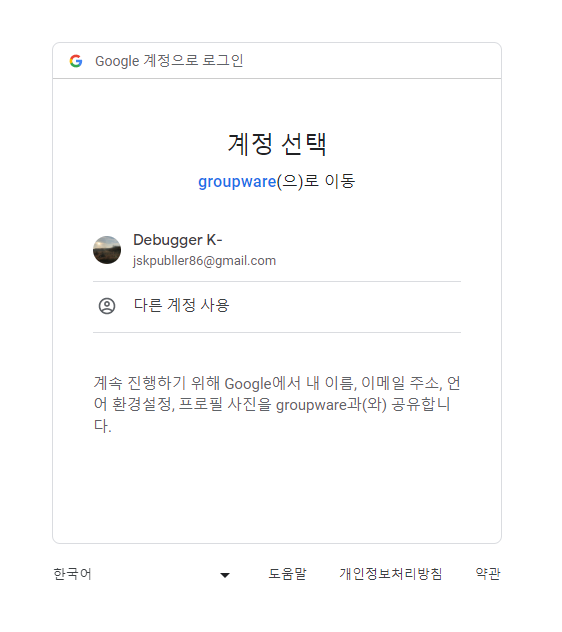 Google 계정으로 로그인
계정 선택
groupware(으)로 이동
Debugger K-
jskpubller86@gmail.com
다른 계정 사용
계속 진행하기 위해 Google에서 내 이름, 이메일 주소, 언
어 환경설정, 프로필 사진을 groupware과(와) 공유합니
다.
한국어 도움말 개인정보처리방침 약관